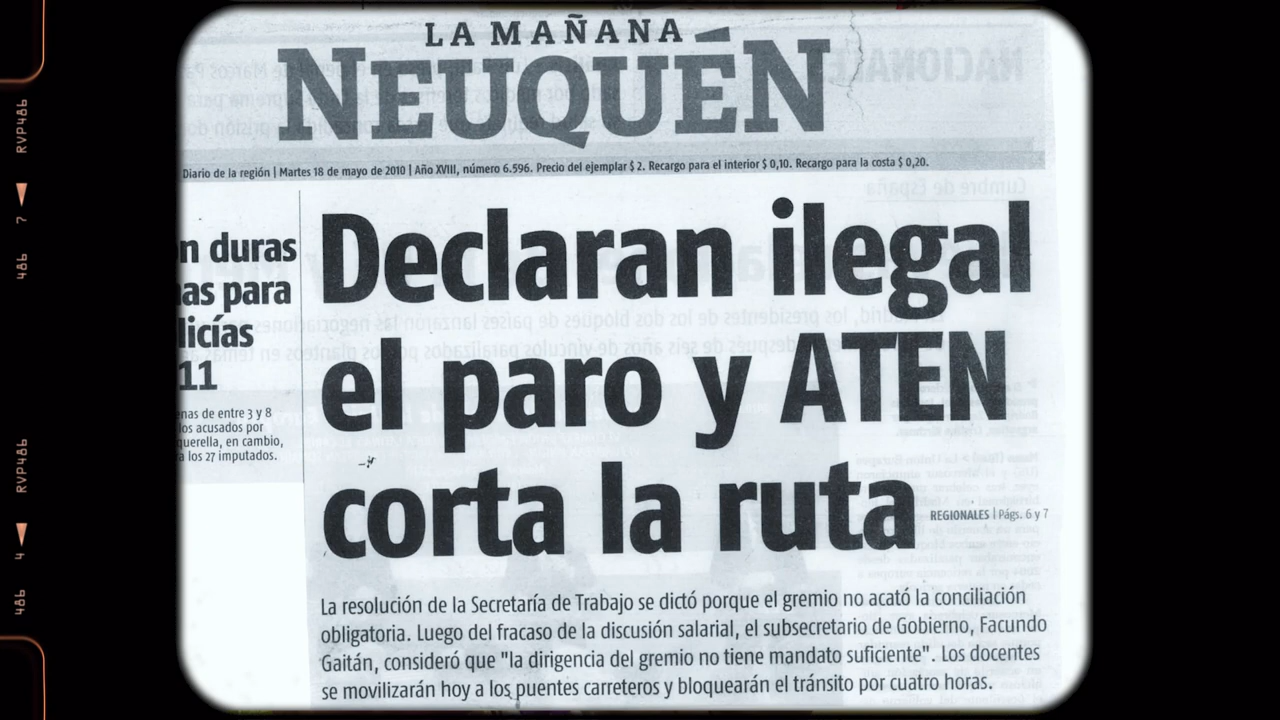 LA MAÑANA
NEUQUÉN
Diario de la región | Martes 18 de mayo de 2010 | Año XVIII, número 6.596. Precio del ejemplar $ 2. Recargo para el interior $ 0,10. Recargo para la costa $ 0,20.
n duras
as para
licías
11
enas de entre 3 y 8
los acusados por
querella, en cambio,
a los 27 imputados.
Declaran ilegal
el paro y ATEN
corta la ruta
REGIONALES | Págs. 6 y 7
La resolución de la Secretaría de Trabajo se dictó porque el gremio no acató la conciliación
obligatoria. Luego del fracaso de la discusión salarial, el subsecretario de Gobierno, Facundo
Gaitán, consideró que "la dirigencia del gremio no tiene mandato suficiente". Los docentes
se movilizarán hoy a los puentes carreteros y bloquearán el tránsito por cuatro horas.
RVP486
486 7
RVP486
486 4